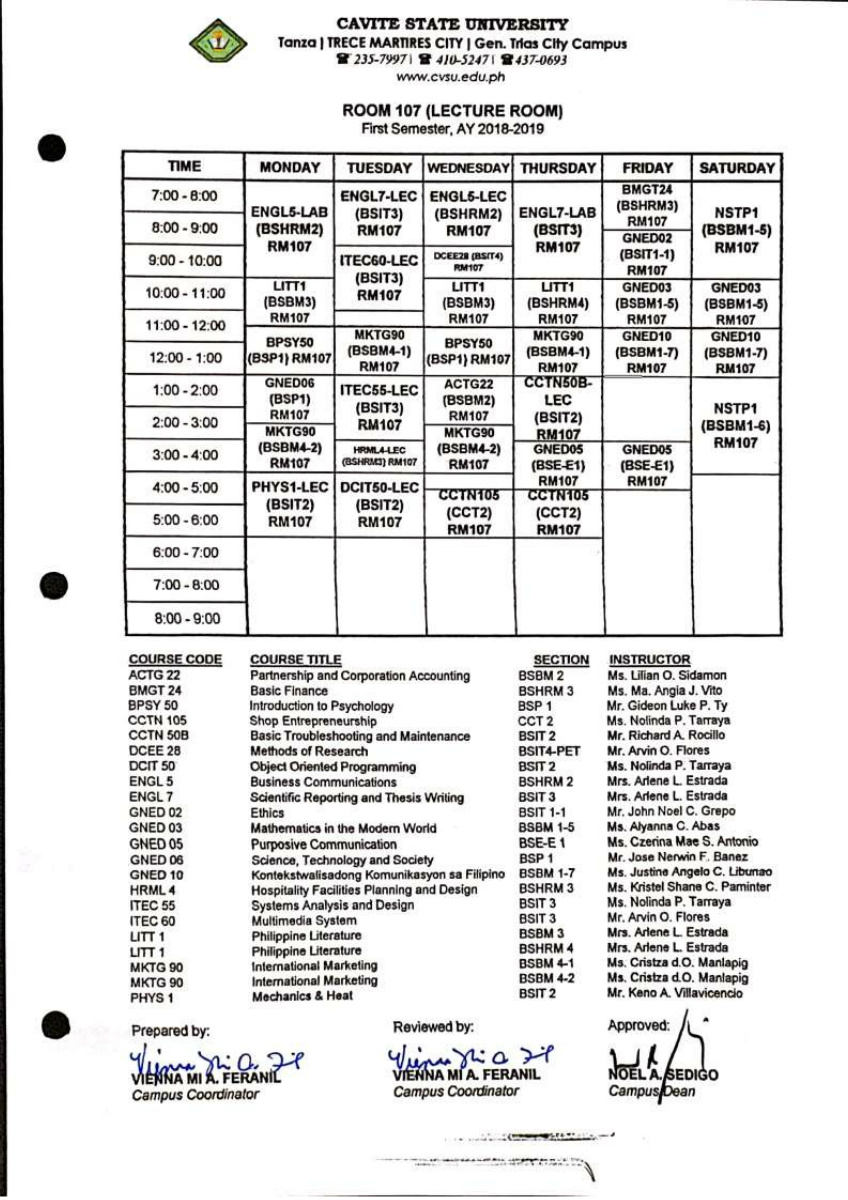 CAVITE STATE UNIVERSITY
Tanza | TRECE MARTIRES CITY | Gen. Trias City Campus
☎ 235-7997 | ☎ 410-5247 | ☎ 437-0693
www.cvsu.edu.ph
ROOM 107 (LECTURE ROOM)
First Semester, AY 2018-2019
TIME MONDAY TUESDAY WEDNESDAY THURSDAY FRIDAY SATURDAY
7:00 - 8:00
8:00 - 9:00
9:00 - 10:00
10:00 - 11:00
11:00 - 12:00
12:00 - 1:00
1:00 - 2:00
2:00 - 3:00
3:00 - 4:00
4:00 - 5:00
5:00 - 6:00
6:00 - 7:00
7:00 - 8:00
8:00 - 9:00
ENGL5-LAB
(BSHRM2)
RM107
LITT1
(BSBM3)
RM107
BPSY50
(BSP1) RM107
GNED06
(BSP1)
RM107
MKTG90
(BSBM4-2)
RM107
PHYS1-LEC
(BSIT2)
RM107
ENGL7-LEC
(BSIT3)
RM107
ITEC60-LEC
(BSIT3)
RM107
MKTG90
(BSBM4-1)
RM107
ITEC55-LEC
(BSIT3)
RM107
HRML4-LEC
(BSHRM3) RM107
DCIT50-LEC
(BSIT2)
RM107
ENGL5-LEC
(BSHRM2)
RM107
DCEE28 (BSIT4)
RM107
LITT1
(BSBM3)
RM107
BPSY50
(BSP1) RM107
ACTG22
(BSBM2)
RM107
MKTG90
(BSBM4-2)
RM107
CCTN105
(CCT2)
RM107
ENGL7-LAB
(BSIT3)
RM107
LITT1
(BSHRM4)
RM107
MKTG90
(BSBM4-1)
RM107
CCTN50B-
LEC
(BSIT2)
RM107
GNED05
(BSE-E1)
RM107
CCTN105
(CCT2)
RM107
BMGT24
(BSHRM3)
RM107
GNED02
(BSIT1-1)
RM107
GNED03
(BSBM1-5)
RM107
GNED10
(BSBM1-7)
RM107
GNED05
(BSE-E1)
RM107
NSTP1
(BSBM1-5)
RM107
GNED03
(BSBM1-5)
RM107
GNED10
(BSBM1-7)
RM107
NSTP1
(BSBM1-6)
RM107
COURSE CODE COURSE TITLE SECTION INSTRUCTOR
ACTG 22 Partnership and Corporation Accounting BSBM 2 Ms. Lilian O. Sidamon
BMGT 24 Basic Finance BSHRM 3 Ms. Ma. Angia J. Vito
BPSY 50 Introduction to Psychology BSP 1 Mr. Gideon Luke P. Ty
CCTN 105 Shop Entrepreneurship CCT 2 Ms. Nolinda P. Tarraya
CCTN 50B Basic Troubleshooting and Maintenance BSIT 2 Mr. Richard A. Rocillo
DCEE 28 Methods of Research BSIT4-PET Mr. Arvin O. Flores
DCIT 50 Object Oriented Programming BSIT 2 Ms. Nolinda P. Tarraya
ENGL 5 Business Communications BSHRM 2 Mrs. Arlene L. Estrada
ENGL 7 Scientific Reporting and Thesis Writing BSIT 3 Mrs. Arlene L. Estrada
GNED 02 Ethics BSIT 1-1 Mr. John Noel C. Grepo
GNED 03 Mathematics in the Modern World BSBM 1-5 Ms. Alyanna C. Abas
GNED 05 Purposive Communication BSE-E 1 Ms. Czerina Mae S. Antonio
GNED 06 Science, Technology and Society BSP 1 Mr. Jose Nerwin F. Banez
GNED 10 Kontekstwalisadong Komunikasyon sa Filipino BSBM 1-7 Ms. Justine Angelo C. Libunao
HRML 4 Hospitality Facilities Planning and Design BSHRM 3 Ms. Kristel Shane C. Paminter
ITEC 55 Systems Analysis and Design BSIT 3 Ms. Nolinda P. Tarraya
ITEC 60 Multimedia System BSIT 3 Mr. Arvin O. Flores
LITT 1 Philippine Literature BSBM 3 Mrs. Arlene L. Estrada
LITT 1 Philippine Literature BSHRM 4 Mrs. Arlene L. Estrada
MKTG 90 International Marketing BSBM 4-1 Ms. Cristza d.O. Manlapig
MKTG 90 International Marketing BSBM 4-2 Ms. Cristza d.O. Manlapig
PHYS 1 Mechanics & Heat BSIT 2 Mr. Keno A. Villavicencio
Prepared by: Reviewed by: Approved:
VIENNA MI A. FERANIL VIENNA MI A. FERANIL NOEL A. SEDIGO
Campus Coordinator Campus Coordinator Campus Dean